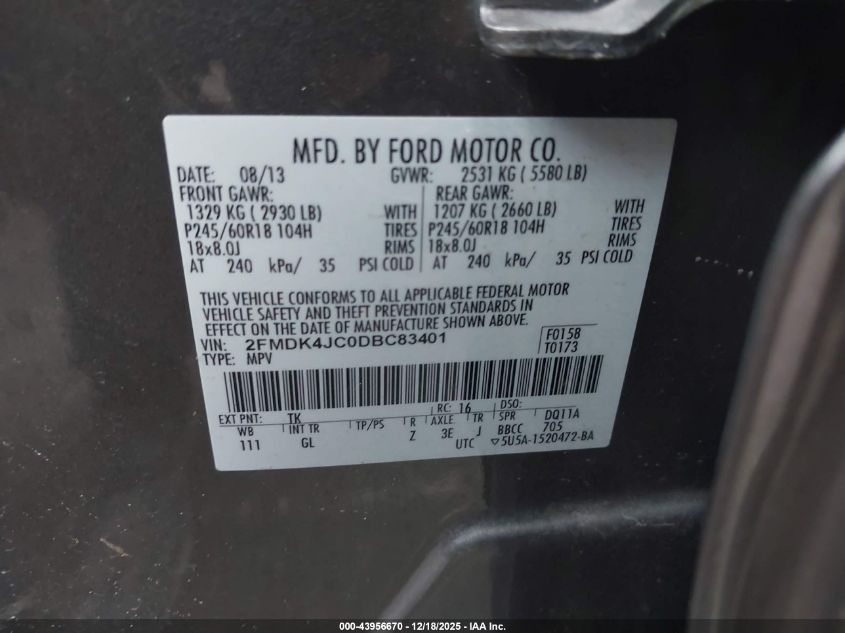 MFD. BY FORD MOTOR CO.
DATE: 08/13 GVWR: 2531 KG ( 5580 LB)
FRONT GAWR: REAR GAWR:
1329 KG ( 2930 LB) WITH 1207 KG ( 2660 LB) WITH
P245/60R18 104H TIRES P245/60R18 104H TIRES
18x8.0J RIMS 18x8.0J RIMS
AT 240 kPa/ 35 PSI COLD AT 240 kPa/ 35 PSI COLD
THIS VEHICLE CONFORMS TO ALL APPLICABLE FEDERAL MOTOR
VEHICLE SAFETY AND THEFT PREVENTION STANDARDS IN
EFFECT ON THE DATE OF MANUFACTURE SHOWN ABOVE.
VIN: 2FMDK4JC0DBC83401 F0158
TYPE: MPV T0173
EXT PNT: TK RC: 16 DSO:
WB INT TR TP/PS R AXLE TR SPR DQ11A
111 GL Z 3E J BBCC 705
UTC ▽5U5A-1520472-BA
000-43956670 - 12/18/2025 - IAA Inc.